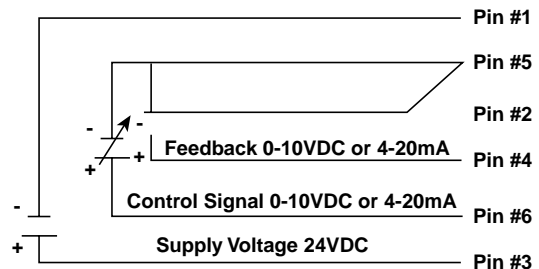 Pin #1
Pin #5
- -
Pin #2
Feedback 0-10VDC or 4-20mA
+ +
Pin #4
Control Signal 0-10VDC or 4-20mA
-
Pin #6
Supply Voltage 24VDC
+
Pin #3